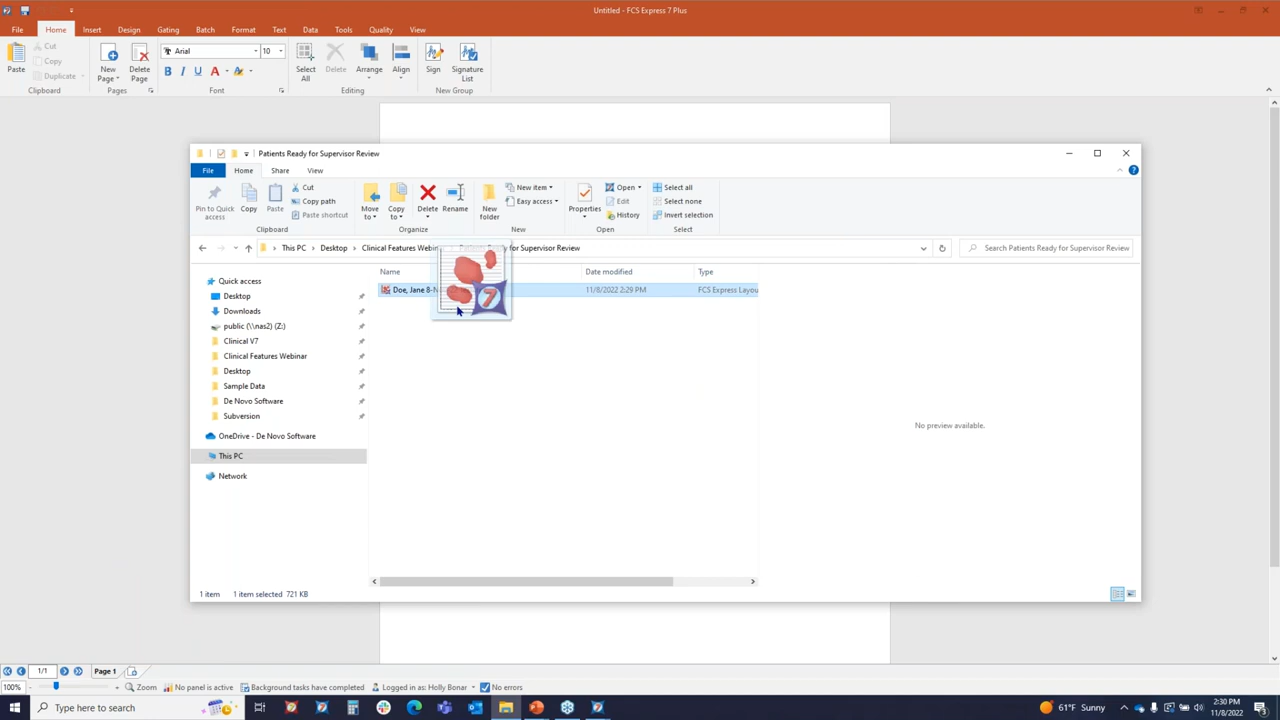 Untitled - FCS Express 7 Plus
File Home Insert Design Gating Batch Format Text Tools Data Quality View
Paste
Cut
Copy
Duplicate
Clipboard
New Page
Delete Page
Pages
Arial 10
B I U A
Font
Select All
Delete
Arrange
Align
Editing
Sign
Signature List
New Group
Patients Ready for Supervisor Review
File Home Share View
Pin to Quick access
Copy
Paste
Cut
Copy path
Paste shortcut
Clipboard
Move to
Copy to
Delete
Rename
Organize
New folder
New item
Easy access
New
Properties
Open
Edit
History
Open
Select all
Select none
Invert selection
Select
This PC > Desktop > Clinical Features Webin
y for Supervisor Review
Search Patients Ready for Supervisor Review
Name Date modified Type
Doe, Jane 8-N 11/8/2022 2:29 PM FCS Express Layou
Quick access
Desktop
Downloads
public (\\nas2) (Z:)
Clinical V7
Clinical Features Webinar
Desktop
Sample Data
De Novo Software
Subversion
OneDrive - De Novo Software
This PC
Network
7
No preview available.
1 item 1 item selected 721 KB
1/1 Page 1
100% - + Zoom No panel is active Background tasks have completed Logged in as: Holly Bonar No errors
Type here to search
61°F Sunny
2:30 PM
11/8/2022
3